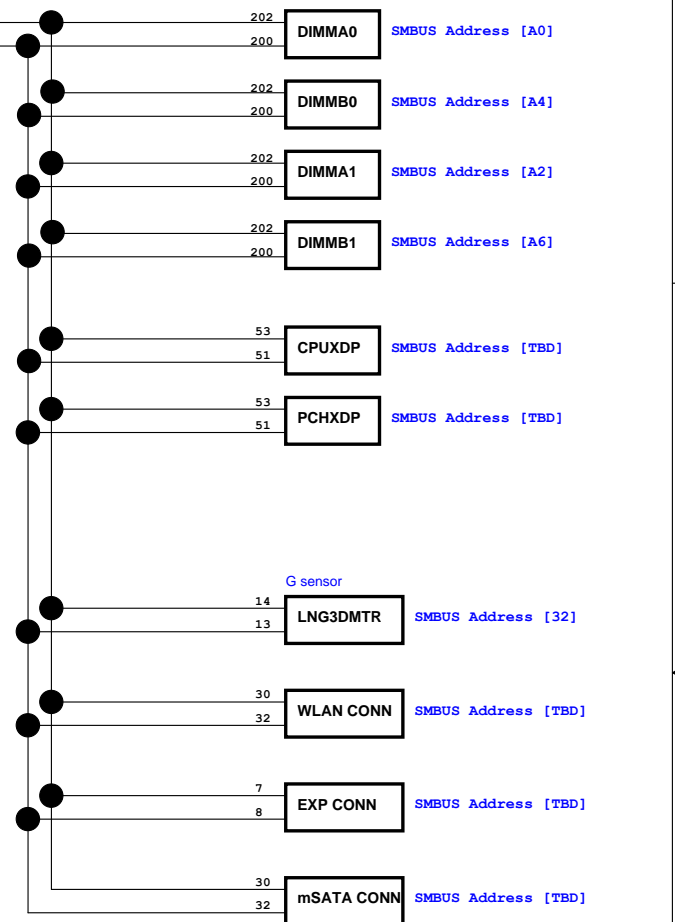 202
DIMMA0 SMBUS Address [A0]
200
202
DIMMB0 SMBUS Address [A4]
200
202
DIMMA1 SMBUS Address [A2]
200
202
DIMMB1 SMBUS Address [A6]
200
53
CPUXDP SMBUS Address [TBD]
51
53
PCHXDP SMBUS Address [TBD]
51
G sensor
14
LNG3DMTR SMBUS Address [32]
13
30
WLAN CONN SMBUS Address [TBD]
32
7
EXP CONN SMBUS Address [TBD]
8
30
mSATA CONN SMBUS Address [TBD]
32